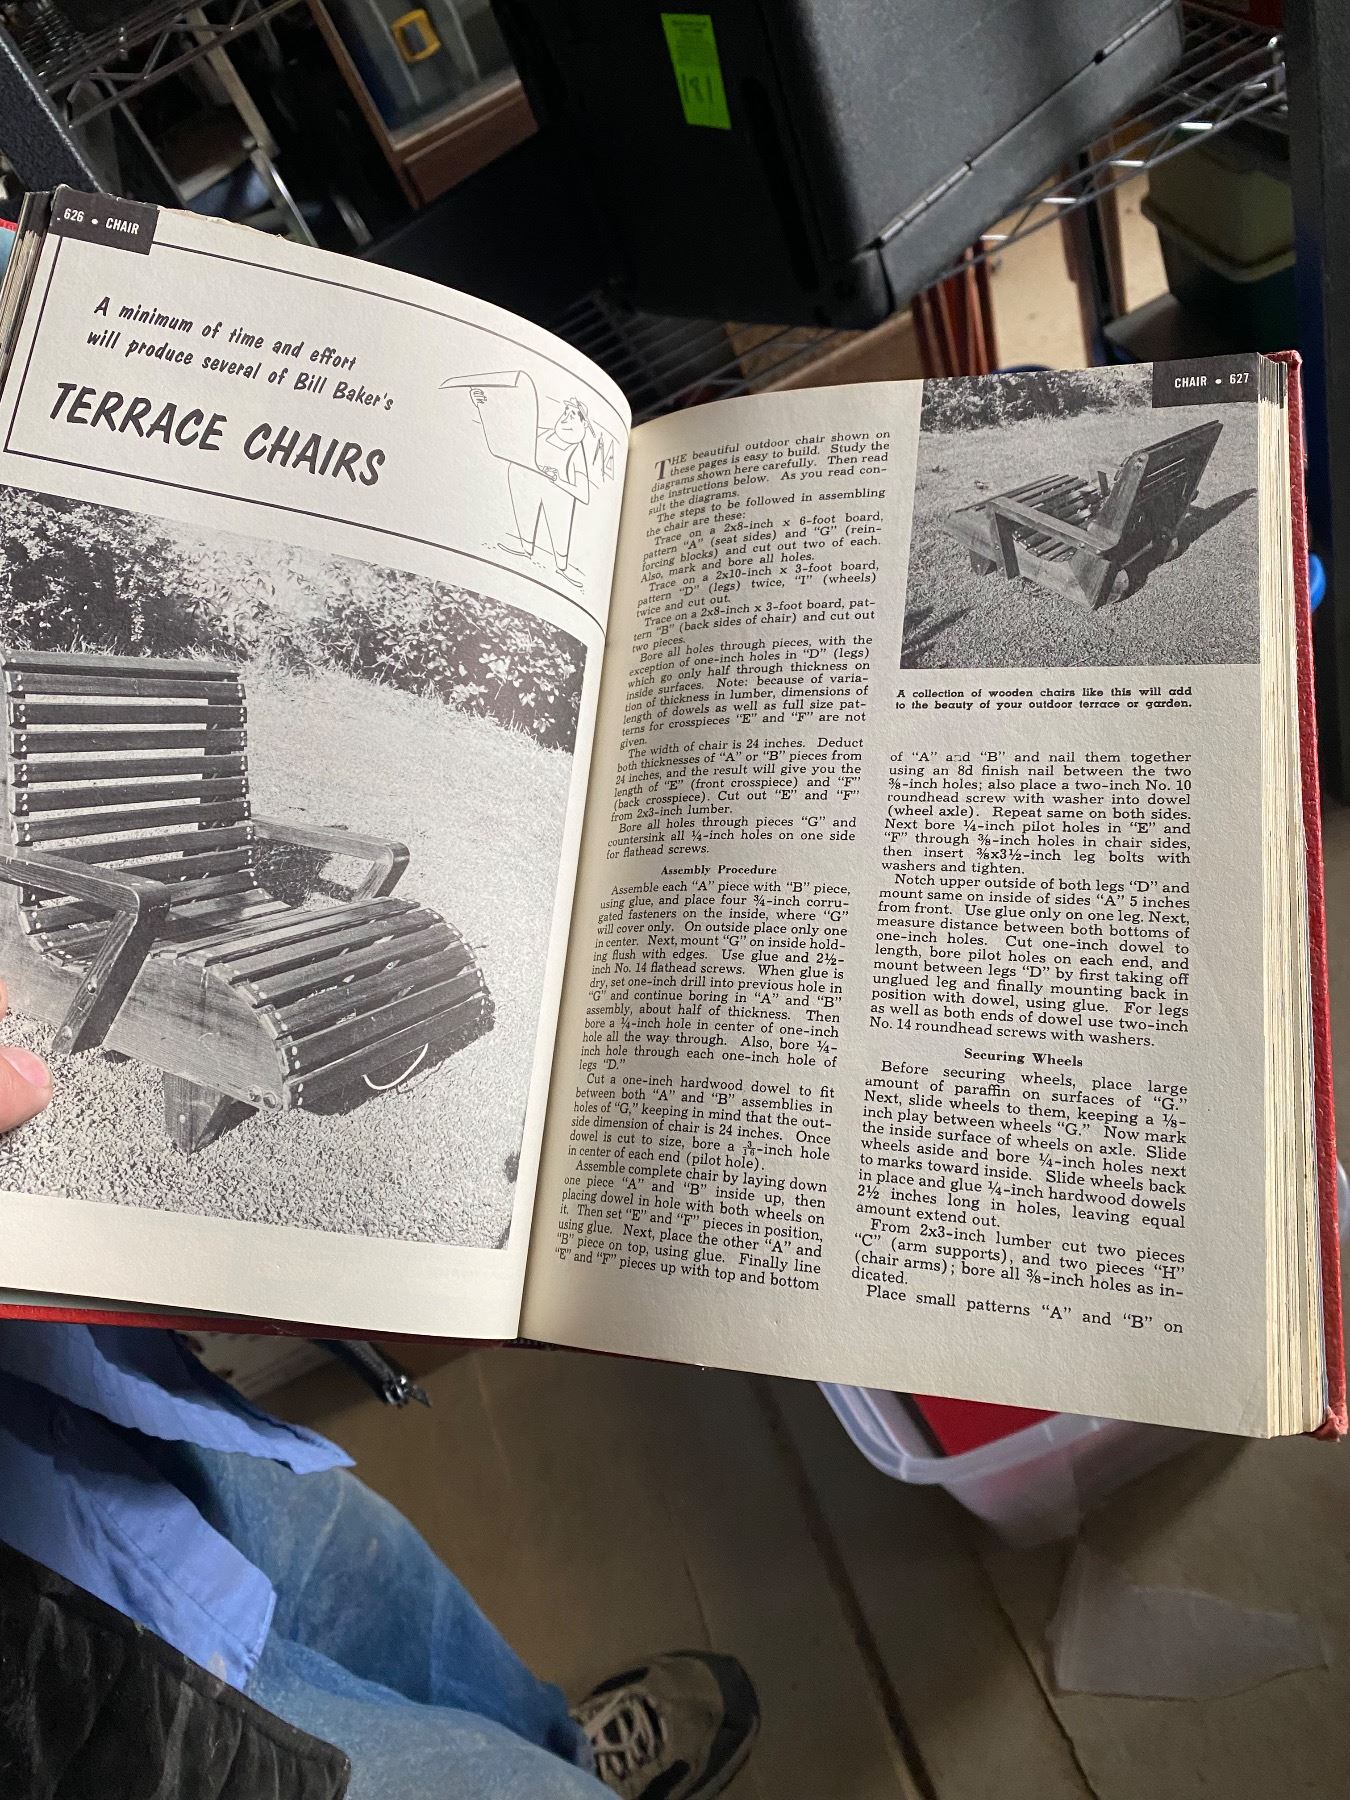 181
626 • CHAIR
A minimum of time and effort
will produce several of Bill Baker's
TERRACE CHAIRS
CHAIR • 627
THE beautiful outdoor chair shown on
these pages is easy to build. Study the
diagrams shown here carefully. Then read
the instructions below. As you read con-
sult the diagrams.
The steps to be followed in assembling
the chair are these:
Trace on a 2x8-inch x 6-foot board,
pattern "A" (seat sides) and "G" (rein-
forcing blocks) and cut out two of each.
Also, mark and bore all holes.
Trace on a 2x10-inch x 3-foot board,
pattern "D" (legs) twice, "I" (wheels)
twice and cut out.
Trace on a 2x8-inch x 3-foot board, pat-
tern "B" (back sides of chair) and cut out
two pieces.
Bore all holes through pieces, with the
exception of one-inch holes in "D" (legs)
which go only half through thickness on
inside surfaces. Note: because of varia-
tion of thickness in lumber, dimensions of
length of dowels as well as full size pat-
terns for crosspieces "E" and "F" are not
given.
The width of chair is 24 inches. Deduct
both thicknesses of "A" or "B" pieces from
24 inches, and the result will give you the
length of "E" (front crosspiece) and "F"
(back crosspiece). Cut out "E" and "F"
from 2x3-inch lumber.
Bore all holes through pieces "G" and
countersink all ¼-inch holes on one side
for flathead screws.
Assembly Procedure
Assemble each "A" piece with "B" piece,
using glue, and place four ¾-inch corru-
gated fasteners on the inside, where "G"
will cover only. On outside place only one
in center. Next, mount "G" on inside hold-
ing flush with edges. Use glue and 2½-
inch No. 14 flathead screws. When glue is
dry, set one-inch drill into previous hole in
"G" and continue boring in "A" and "B"
assembly, about half of thickness. Then
bore a ¼-inch hole in center of one-inch
hole all the way through. Also, bore ¼-
inch hole through each one-inch hole of
legs "D."
Cut a one-inch hardwood dowel to fit
between both "A" and "B" assemblies in
holes of "G," keeping in mind that the out-
side dimension of chair is 24 inches. Once
dowel is cut to size, bore a 3/16-inch hole
in center of each end (pilot hole).
Assemble complete chair by laying down
one piece "A" and "B" inside up, then
placing dowel in hole with both wheels on
it. Then set "E" and "F" pieces in position,
using glue. Next, place the other "A" and
"B" piece on top, using glue. Finally line
"E" and "F" pieces up with top and bottom
A collection of wooden chairs like this will add
to the beauty of your outdoor terrace or garden.
of "A" and "B" and nail them together
using an 8d finish nail between the two
⅜-inch holes; also place a two-inch No. 10
roundhead screw with washer into dowel
(wheel axle). Repeat same on both sides.
Next bore ¼-inch pilot holes in "E" and
"F" through ⅜-inch holes in chair sides,
then insert ⅜x3½-inch leg bolts with
washers and tighten.
Notch upper outside of both legs "D" and
mount same on inside of sides "A" 5 inches
from front. Use glue only on one leg. Next,
measure distance between both bottoms of
one-inch holes. Cut one-inch dowel to
length, bore pilot holes on each end, and
mount between legs "D" by first taking off
unglued leg and finally mounting back in
position with dowel, using glue. For legs
as well as both ends of dowel use two-inch
No. 14 roundhead screws with washers.
Securing Wheels
Before securing wheels, place large
amount of paraffin on surfaces of "G."
Next, slide wheels to them, keeping a ⅛-
inch play between wheels "G." Now mark
the inside surface of wheels on axle. Slide
wheels aside and bore ¼-inch holes next
to marks toward inside. Slide wheels back
in place and glue ¼-inch hardwood dowels
2½ inches long in holes, leaving equal
amount extend out.
From 2x3-inch lumber cut two pieces
"C" (arm supports), and two pieces "H"
(chair arms); bore all ⅜-inch holes as in-
dicated.
Place small patterns "A" and "B" on